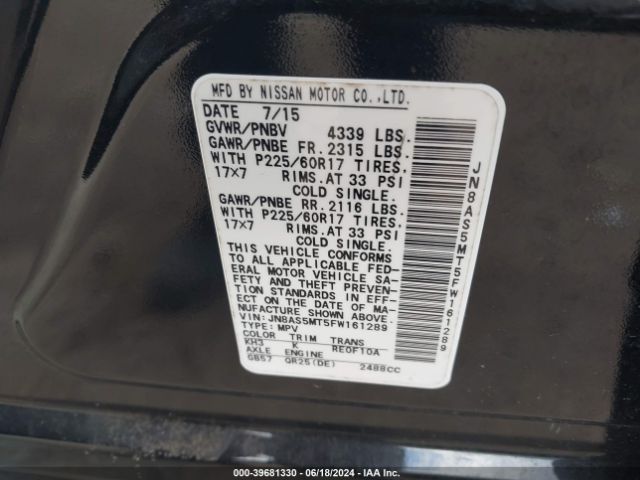 MFD BY NISSAN MOTOR CO.,LTD.
DATE 7/15
GVWR/PNBV 4339 LBS.
GAWR/PNBE FR. 2315 LBS.
WITH P225/60R17 TIRES,
17X7 RIMS.AT 33 PSI
COLD SINGLE.
GAWR/PNBE RR. 2116 LBS.
WITH P225/60R17 TIRES,
17X7 RIMS.AT 33 PSI
COLD SINGLE.
THIS VEHICLE CONFORMS
TO ALL APPLICABLE FED-
ERAL MOTOR VEHICLE SA-
FETY AND THEFT PREVEN-
TION STANDARDS IN EFF-
ECT ON THE DATE OF MA-
NUFACTURE SHOWN ABOVE.
VIN: JN8AS5MT5FW161289
TYPE: MPV
COLOR TRIM TRANS
KH3 K RE0F10A
AXLE ENGINE
GB57 QR25(DE) 2488CC
JN8AS5MT5FW161289
000-39681330 - 06/18/2024 - IAA Inc.